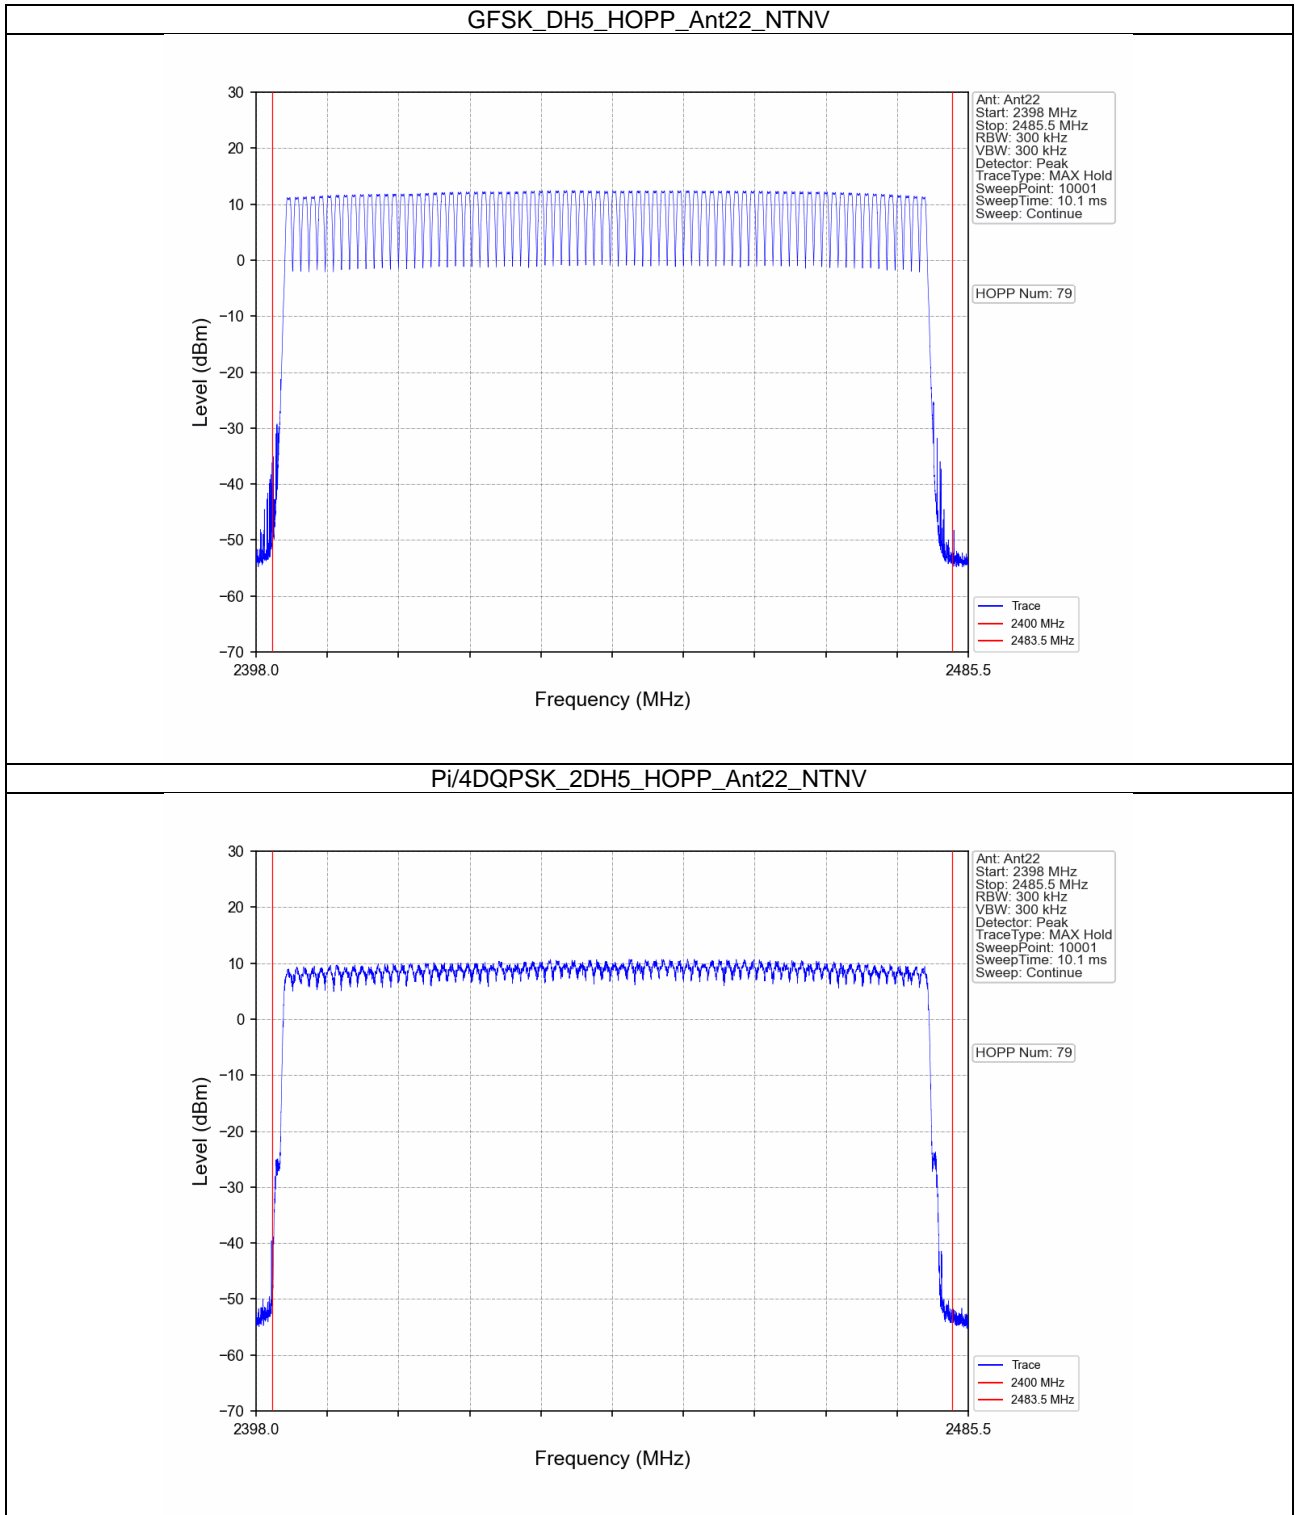 GFSK_DH5_HOPP_Ant22_NTNV
30
20
10
0
−10
−20
−30
−40
−50
−60
−70
Level (dBm)
2398.0
2485.5
Frequency (MHz)
Ant: Ant22
Start: 2398 MHz
Stop: 2485.5 MHz
RBW: 300 kHz
VBW: 300 kHz
Detector: Peak
TraceType: MAX Hold
SweepPoint: 10001
SweepTime: 10.1 ms
Sweep: Continue
HOPP Num: 79
Trace
2400 MHz
2483.5 MHz
Pi/4DQPSK_2DH5_HOPP_Ant22_NTNV
30
20
10
0
−10
−20
−30
−40
−50
−60
−70
Level (dBm)
2398.0
2485.5
Frequency (MHz)
Ant: Ant22
Start: 2398 MHz
Stop: 2485.5 MHz
RBW: 300 kHz
VBW: 300 kHz
Detector: Peak
TraceType: MAX Hold
SweepPoint: 10001
SweepTime: 10.1 ms
Sweep: Continue
HOPP Num: 79
Trace
2400 MHz
2483.5 MHz